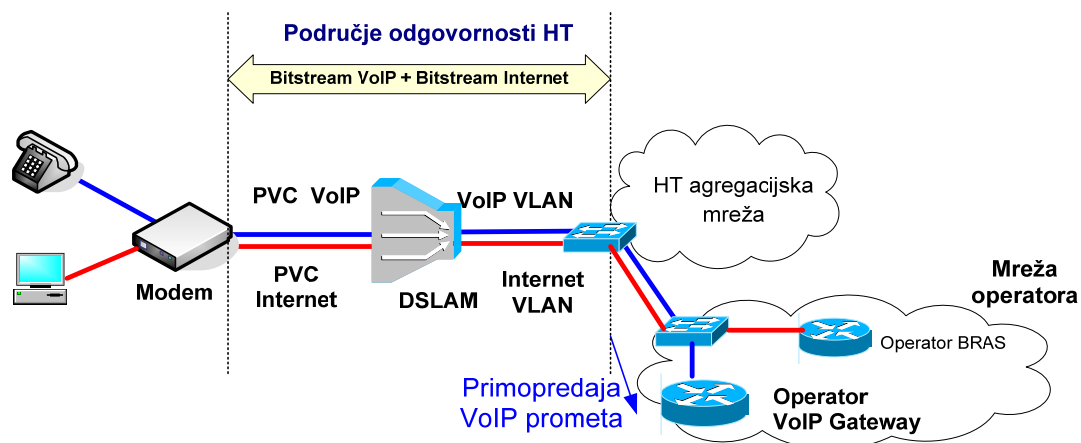 Područje odgovornosti HT
Bitstream VoIP + Bitstream Internet
HT agregacijska
mreža
PVC VoIP
VoIP VLAN
Modem
PVC
Internet
DSLAM
Internet
VLAN
Mreža
operatora
Operator BRAS
Primopredaja
VoIP prometa
Operator
VoIP Gateway